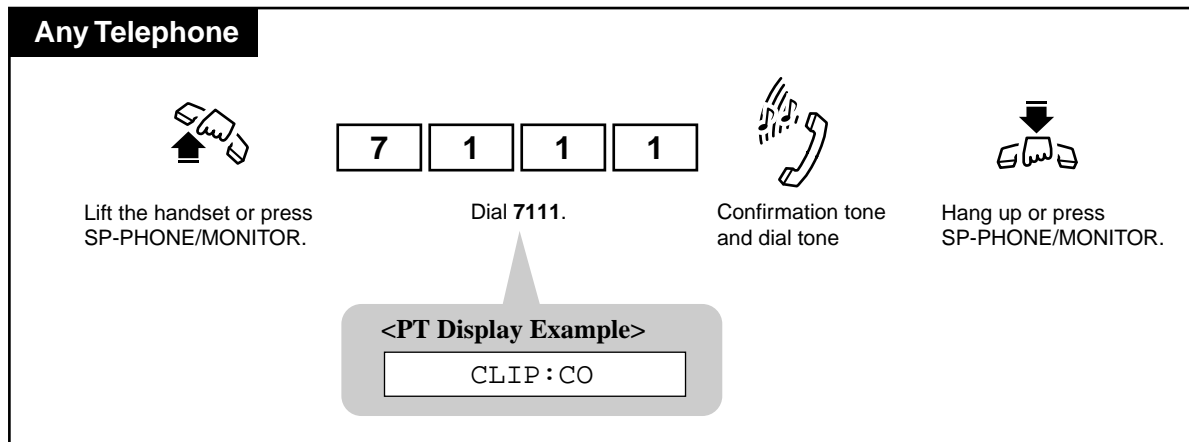 Any Telephone
7 1 1 1
Lift the handset or press
SP-PHONE/MONITOR.
Dial 7111.
Confirmation tone
and dial tone
Hang up or press
SP-PHONE/MONITOR.
<PT Display Example>
CLIP:CO